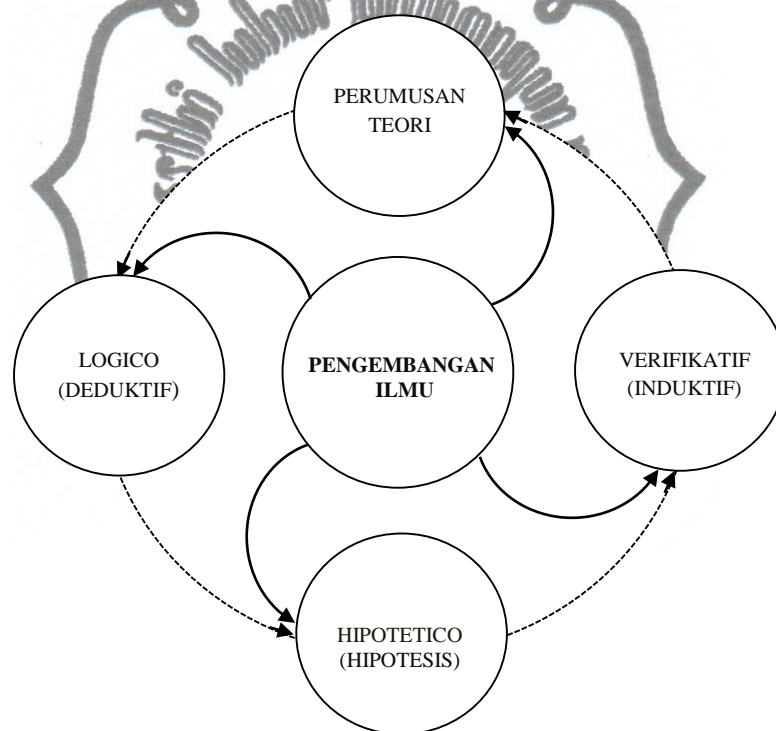 PERUMUSAN
TEORI
LOGICO
(DEDUKTIF)
PENGEMBANGAN
ILMU
VERIFIKATIF
(INDUKTIF)
HIPOTETICO
(HIPOTESIS)